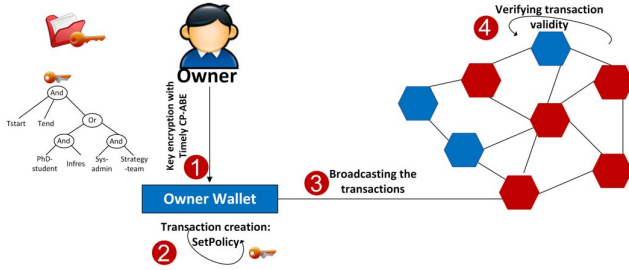 4
Verifying transaction
validity
Owner
And
Tstart
Tend
Or
And
And
PhD-
student
Infres
Sys-
admin
Strategy
-team
Key encryption with
Timely CP-ABE
1
Owner Wallet
3
Broadcasting the
transactions
Transaction creation:
SetPolicy
2